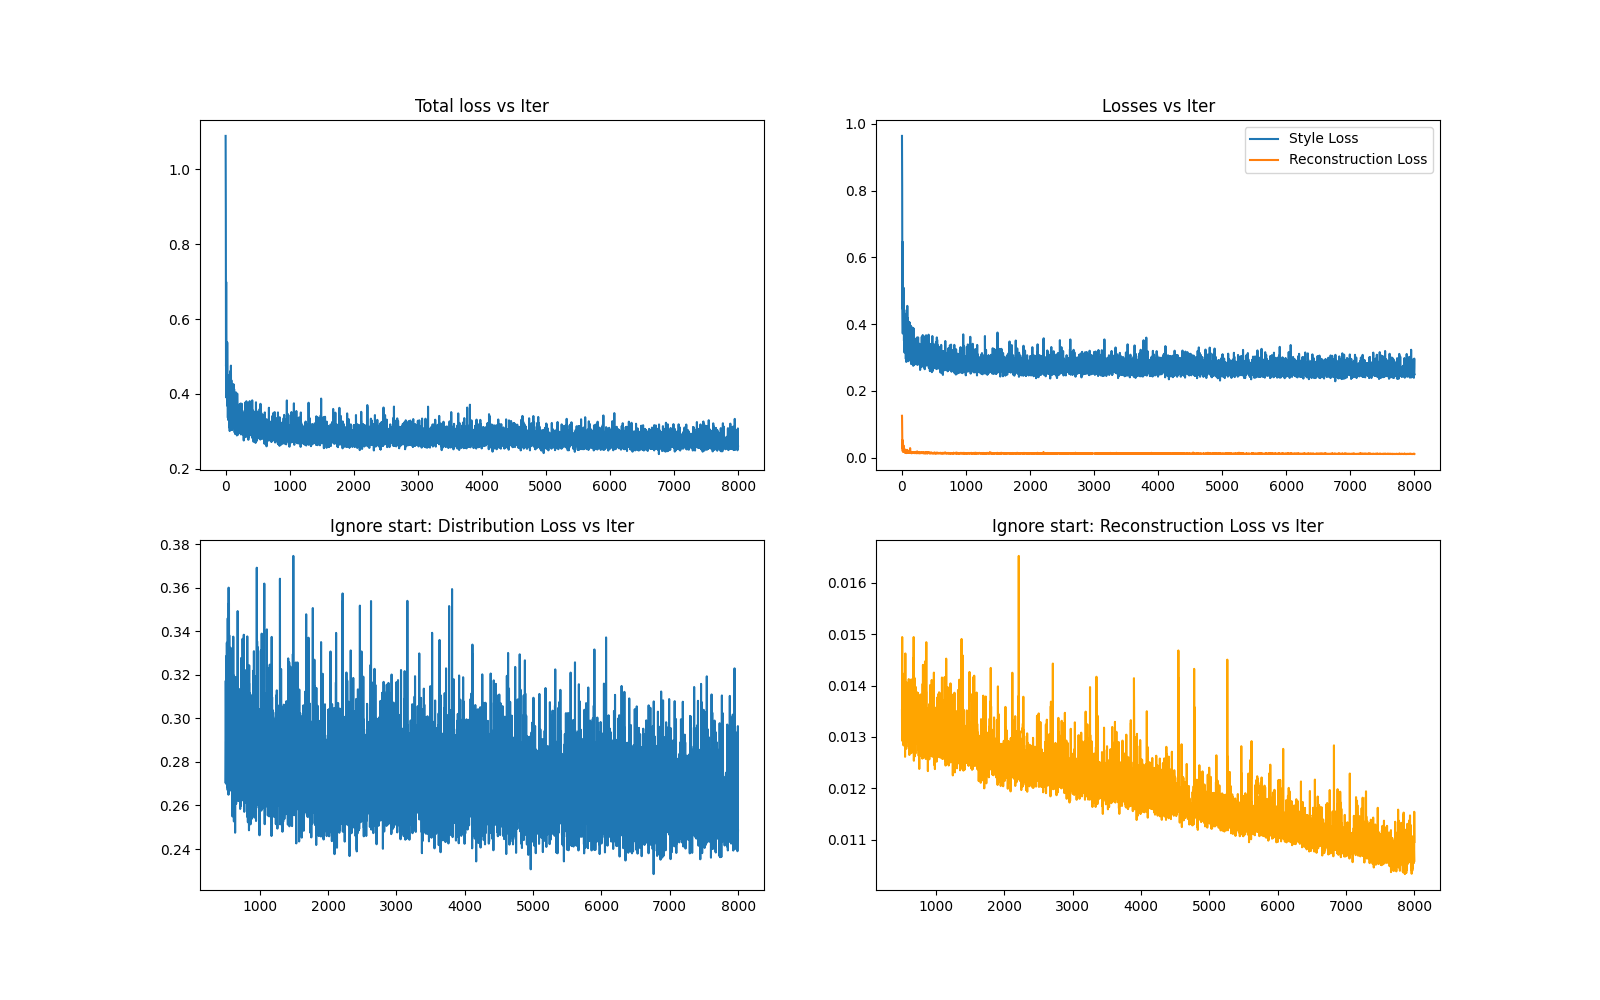 Total loss vs Iter
1.0
0.8
0.6
0.4
0.2
0 1000 2000 3000 4000 5000 6000 7000 8000
Losses vs Iter
Style Loss
Reconstruction Loss
1.0
0.8
0.6
0.4
0.2
0.0
0 1000 2000 3000 4000 5000 6000 7000 8000
Ignore start: Distribution Loss vs Iter
0.38
0.36
0.34
0.32
0.30
0.28
0.26
0.24
1000 2000 3000 4000 5000 6000 7000 8000
Ignore start: Reconstruction Loss vs Iter
0.016
0.015
0.014
0.013
0.012
0.011
1000 2000 3000 4000 5000 6000 7000 8000